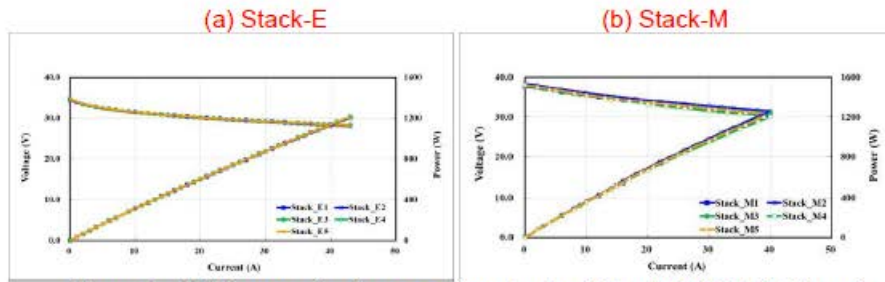 (a) Stack-E
(b) Stack-M
40.0
30.0
20.0
10.0
0.0
Voltage (V)
1600
1200
800
400
0
Power (W)
0
10
20
30
40
50
Current (A)
Stack_E1
Stack_E2
Stack_E3
Stack_E4
Stack_E5
40.0
30.0
20.0
10.0
0.0
Voltage (V)
1600
1200
800
400
0
Power (W)
0
10
20
30
40
50
Current (A)
Stack_M1
Stack_M2
Stack_M3
Stack_M4
Stack_M5